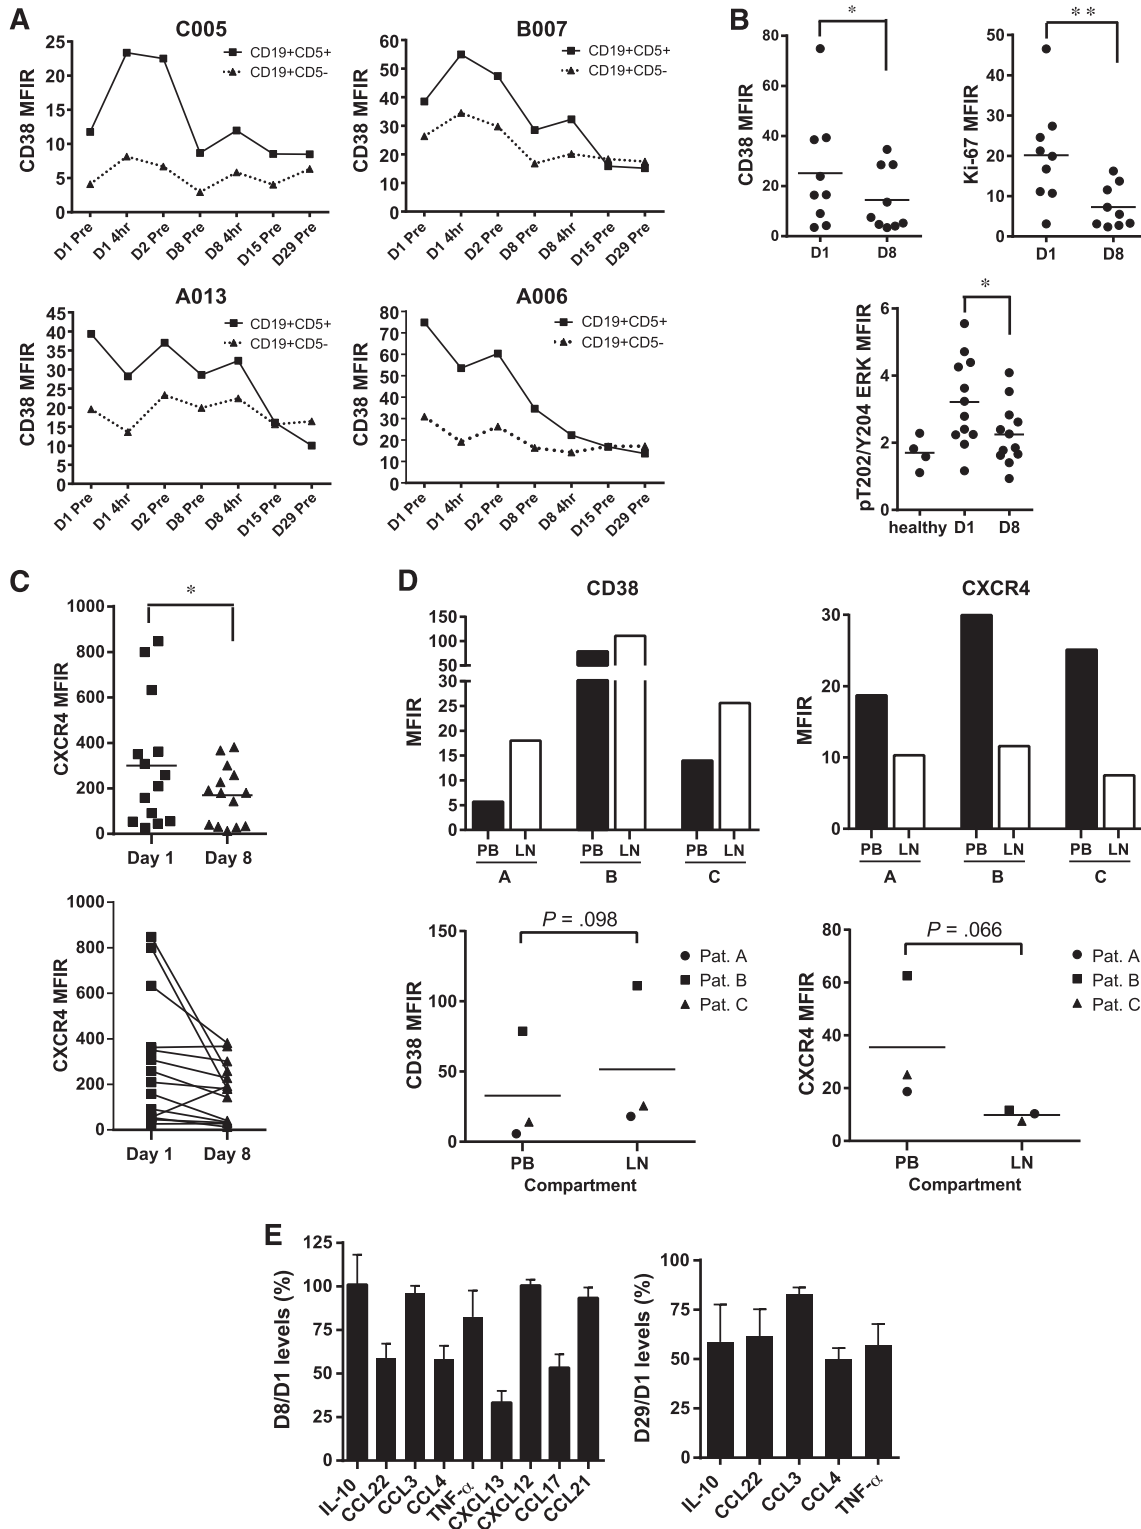 A
C005
CD38 MFIR
25
20
15
10
5
0
CD19+CD5+
CD19+CD5-
D1 Pre
D1 4hr
D2 Pre
D8 Pre
D8 4hr
D15 Pre
D29 Pre
B007
CD38 MFIR
60
50
40
30
20
10
0
CD19+CD5+
CD19+CD5-
D1 Pre
D1 4hr
D2 Pre
D8 Pre
D8 4hr
D15 Pre
D29 Pre
A013
CD38 MFIR
45
40
35
30
25
20
15
10
5
0
CD19+CD5+
CD19+CD5-
D1 Pre
D1 4hr
D2 Pre
D8 Pre
D8 4hr
D15 Pre
D29 Pre
A006
CD38 MFIR
80
70
60
50
40
30
20
10
0
CD19+CD5+
CD19+CD5-
D1 Pre
D1 4hr
D2 Pre
D8 Pre
D8 4hr
D15 Pre
D29 Pre
B
*
CD38 MFIR
80
60
40
20
0
D1 D8
**
Ki-67 MFIR
50
40
30
20
10
0
D1 D8
*
pT202/Y204 ERK MFIR
6
4
2
0
healthy D1 D8
C
*
CXCR4 MFIR
1000
800
600
400
200
0
Day 1 Day 8
CXCR4 MFIR
1000
800
600
400
200
0
Day 1 Day 8
D
CD38
MFIR
150
100
50
30
25
20
15
10
5
0
PB LN PB LN PB LN
A B C
CXCR4
MFIR
30
20
10
0
PB LN PB LN PB LN
A B C
P = .098
CD38 MFIR
150
100
50
0
Pat. A
Pat. B
Pat. C
PB LN
Compartment
P = .066
CXCR4 MFIR
80
60
40
20
0
Pat. A
Pat. B
Pat. C
PB LN
Compartment
E
D8/D1 levels (%)
125
100
75
50
25
0
IL-10
CCL22
CCL3
CCL4
TNF-α
CXCL13
CXCL12
CCL17
CCL21
D29/D1 levels (%)
100
75
50
25
0
IL-10
CCL22
CCL3
CCL4
TNF-α